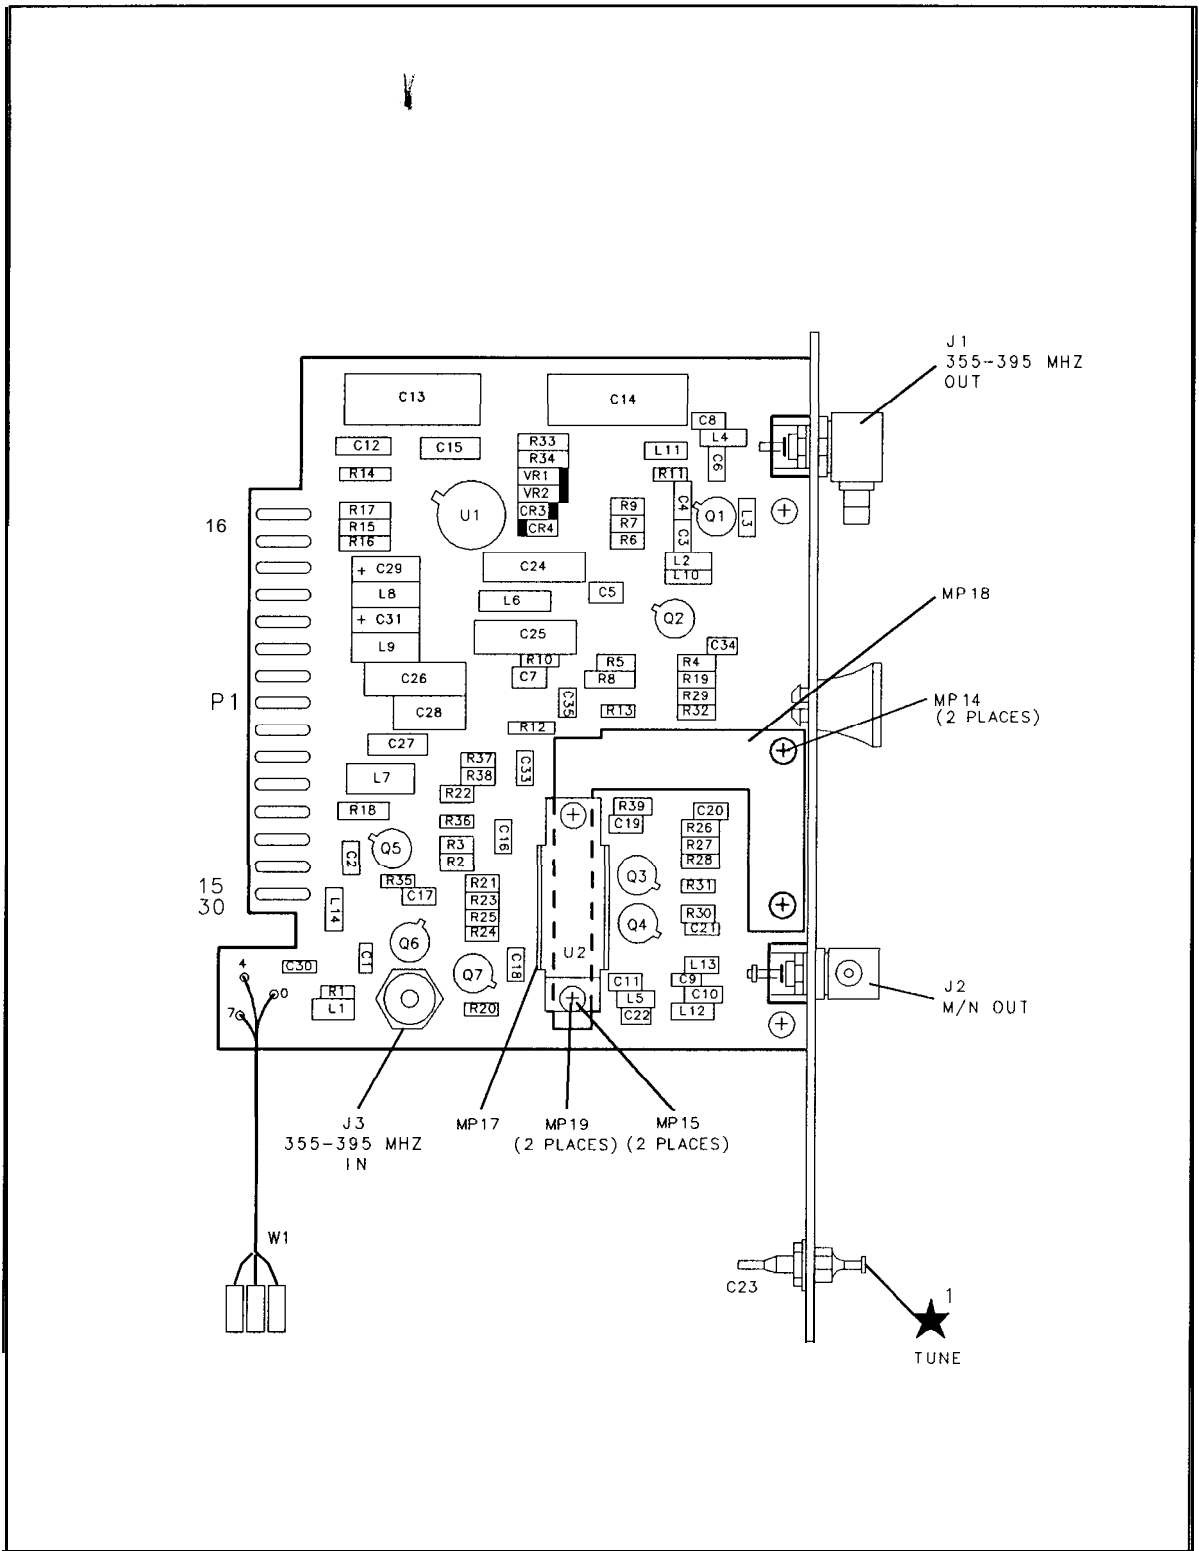 J1
355-395 MHZ
OUT
C13
C14
C8
L4
C12
C15
R33
R34
L11
C6
R14
VR1
R11
VR2
C4
R17
CR3
R9
Q1
L3
16
R15
U1
CR4
R7
R16
R6
C3
C29
+
C24
L2
L10
L8
L6
C5
MP18
+
C31
Q2
C25
L9
C34
R10
R5
R4
C26
C7
R8
R19
R29
P1
C28
C35
R13
R32
MP14
(2 PLACES)
R12
C27
R37
C33
L7
R38
R22
R18
R39
C20
R36
C19
R26
C16
Q5
R3
R27
C2
R2
R28
Q3
R35
R21
R31
15
C17
R23
30
L14
R25
R30
Q4
C21
R24
Q6
U2
C1
4
C30
C18
L13
Q7
C11
C9
0
R1
L5
C10
J2
M/N OUT
7
L1
R20
C22
L12
J3
355-395 MHZ
IN
MP17
MP19
(2 PLACES)
MP15
(2 PLACES)
W1
C23
1
TUNE